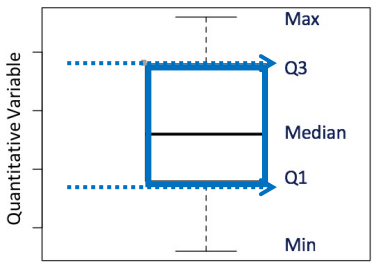 Max
Q3
Median
Q1
Min
Quantitative Variable